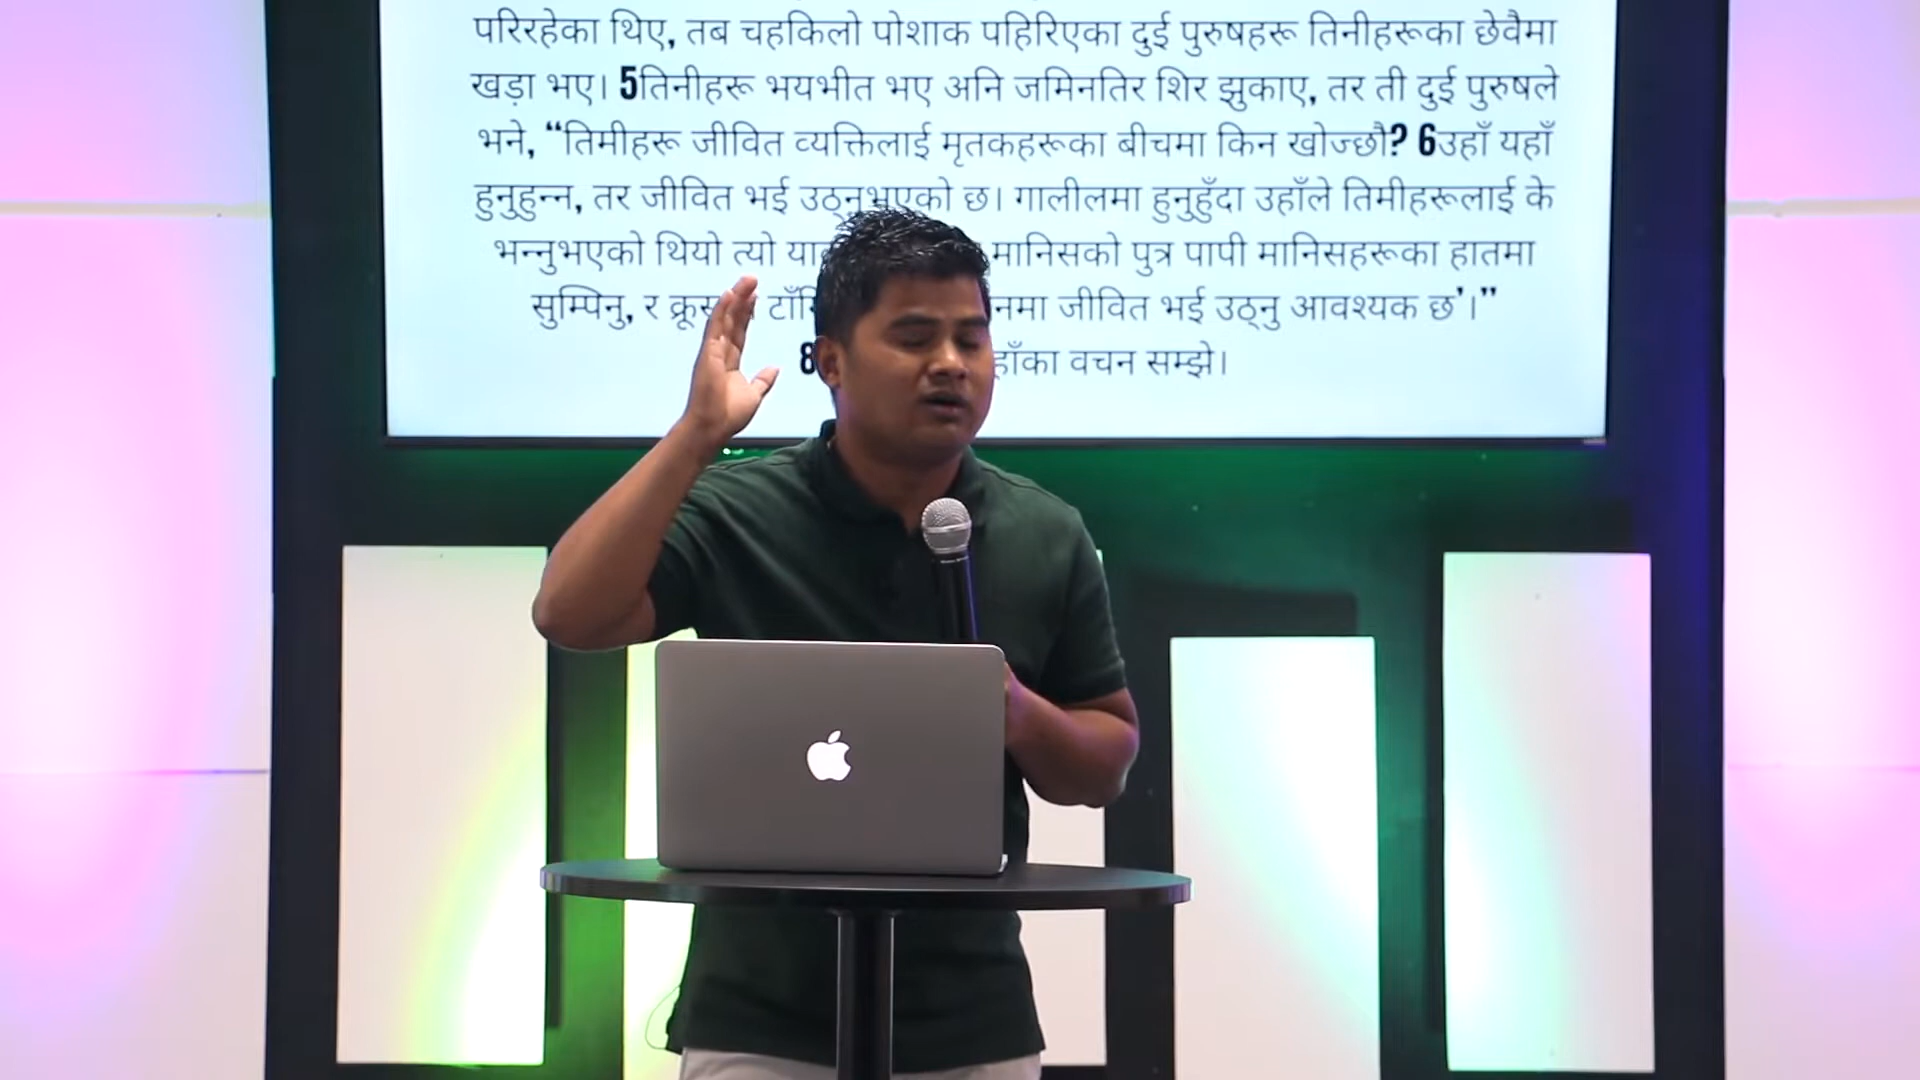 परिरहेका थिए, तब चहकिलो पोशाक पहिरिएका दुई पुरुषहरू तिनीहरूका छेवैमा
खड़ा भए। 5तिनीहरू भयभीत भए अनि जमिनतिर शिर झुकाए, तर ती दुई पुरुषले
भने, “तिमीहरू जीवित व्यक्तिलाई मृतकहरूका बीचमा किन खोज्छौ? 6उहाँ यहाँ
हुनुहुन्न, तर जीवित भई उठ्नुभएको छ। गालीलमा हुनुहुँदा उहाँले तिमीहरूलाई के
भन्नुभएको थियो त्यो मानिसको पुत्र पापी मानिसहरूका हातमा
सुम्पिनु, र जीवित भई उठ्नु आवश्यक छ’।”
8 वचन सम्झे।